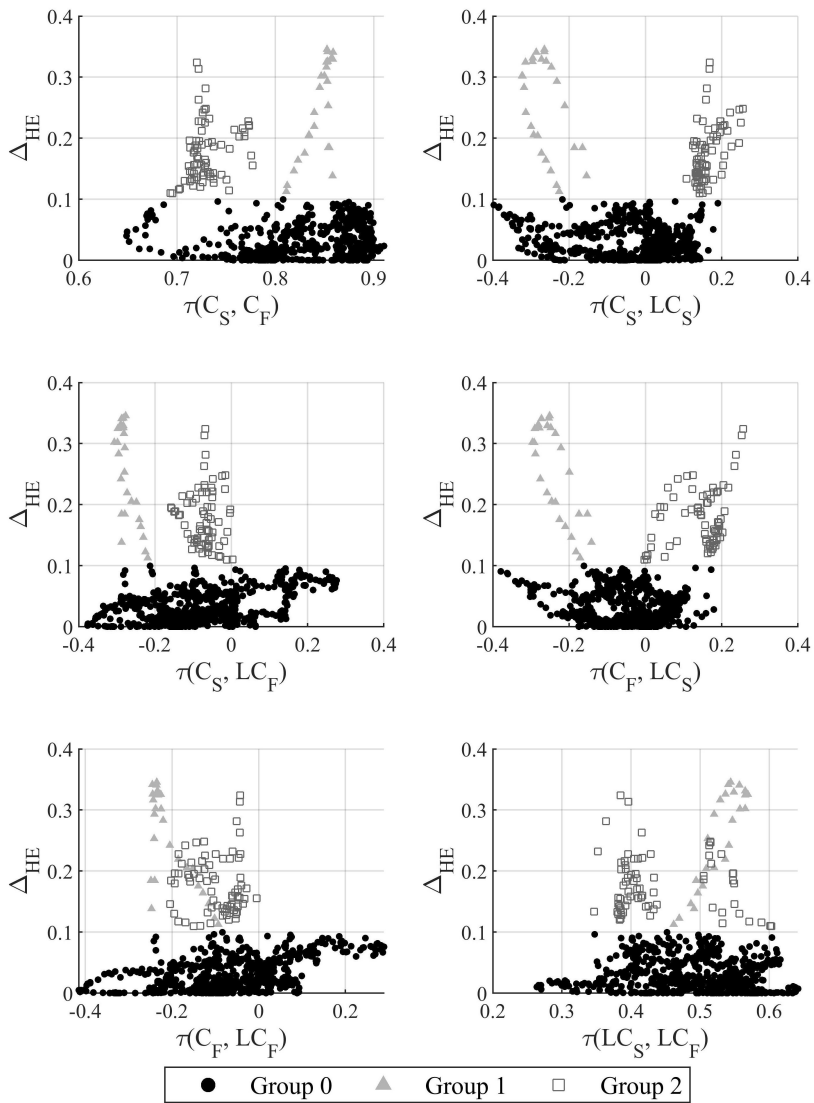 0.4 0.4
0.3 0.3
Δ_HE 0.2 Δ_HE 0.2
0.1 0.1
0 0
0.6 0.7 0.8 0.9 -0.4 -0.2 0 0.2 0.4
τ(C_S, C_F) τ(C_S, LC_S)
0.4 0.4
0.3 0.3
Δ_HE 0.2 Δ_HE 0.2
0.1 0.1
0 0
-0.4 -0.2 0 0.2 0.4 -0.4 -0.2 0 0.2 0.4
τ(C_S, LC_F) τ(C_F, LC_S)
0.4 0.4
0.3 0.3
Δ_HE 0.2 Δ_HE 0.2
0.1 0.1
0 0
-0.4 -0.2 0 0.2 0.2 0.3 0.4 0.5 0.6
τ(C_F, LC_F) τ(LC_S, LC_F)
Group 0 Group 1 Group 2